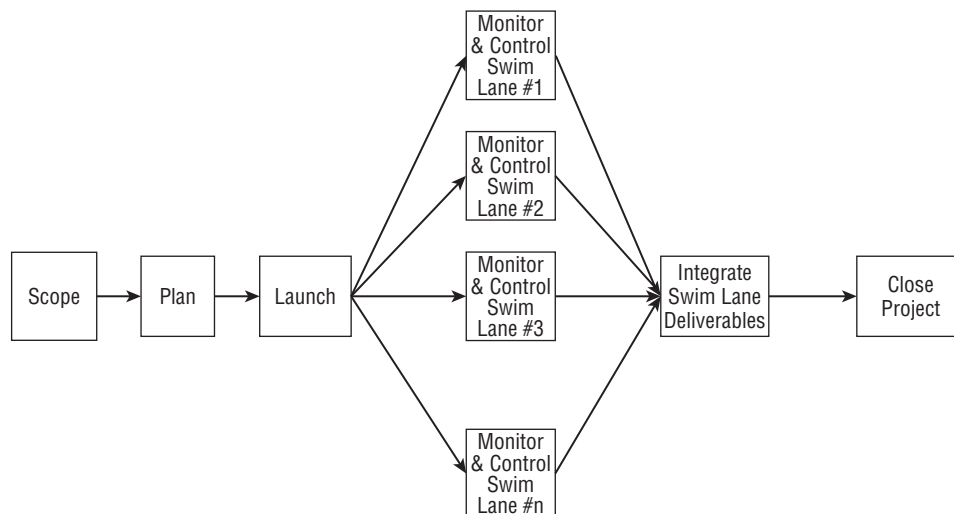 Scope
Plan
Launch
Monitor
& Control
Swim
Lane #1
Monitor
& Control
Swim
Lane #2
Monitor
& Control
Swim
Lane #3
Monitor
& Control
Swim
Lane #n
Integrate
Swim Lane
Deliverables
Close
Project